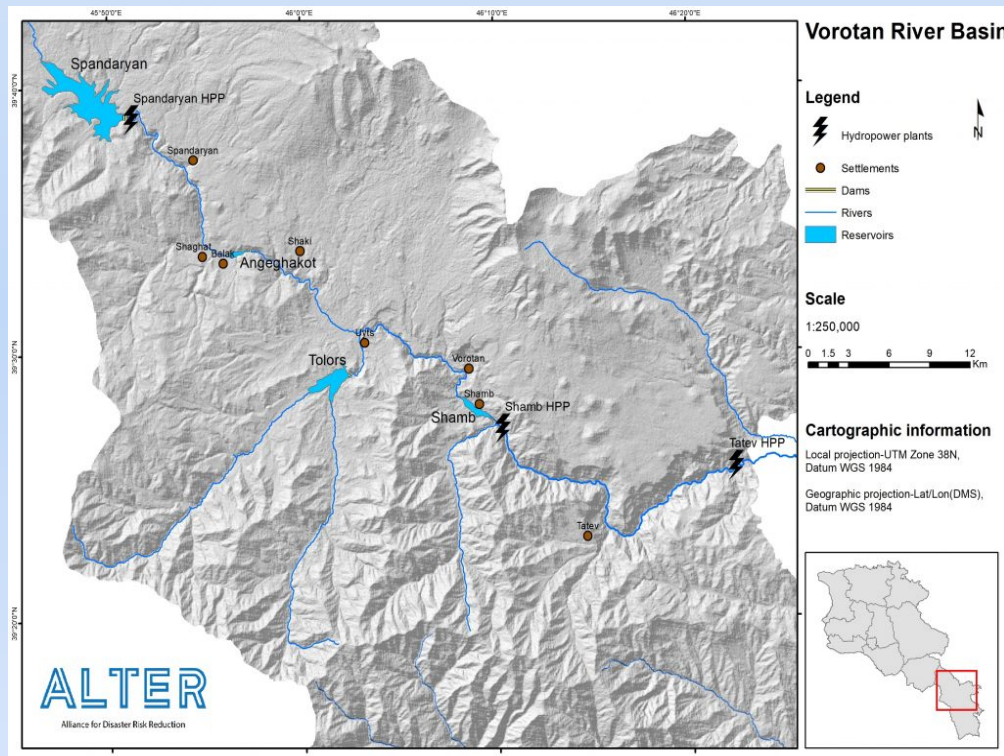 45°50'0"E
46°0'0"E
46°10'0"E
46°20'0"E
39°40'0"N
39°30'0"N
39°20'0"N
Vorotan River Basin
Legend
Hydropower plants
Settlements
Dams
Rivers
Reservoirs
N
Scale
1:250,000
0 1.5 3 6 9 12
Km
Cartographic information
Local projection-UTM Zone 38N,
Datum WGS 1984
Geographic projection-Lat/Lon(DMS),
Datum WGS 1984
Spandaryan
Spandaryan HPP
Spandaryan
Shaghat
Balak
Angeghakot
Shaki
Uyts
Tolors
Vorotan
Shamb
Shamb
Shamb HPP
Tatev HPP
Tatev
ALTER
Alliance for Disaster Risk Reduction